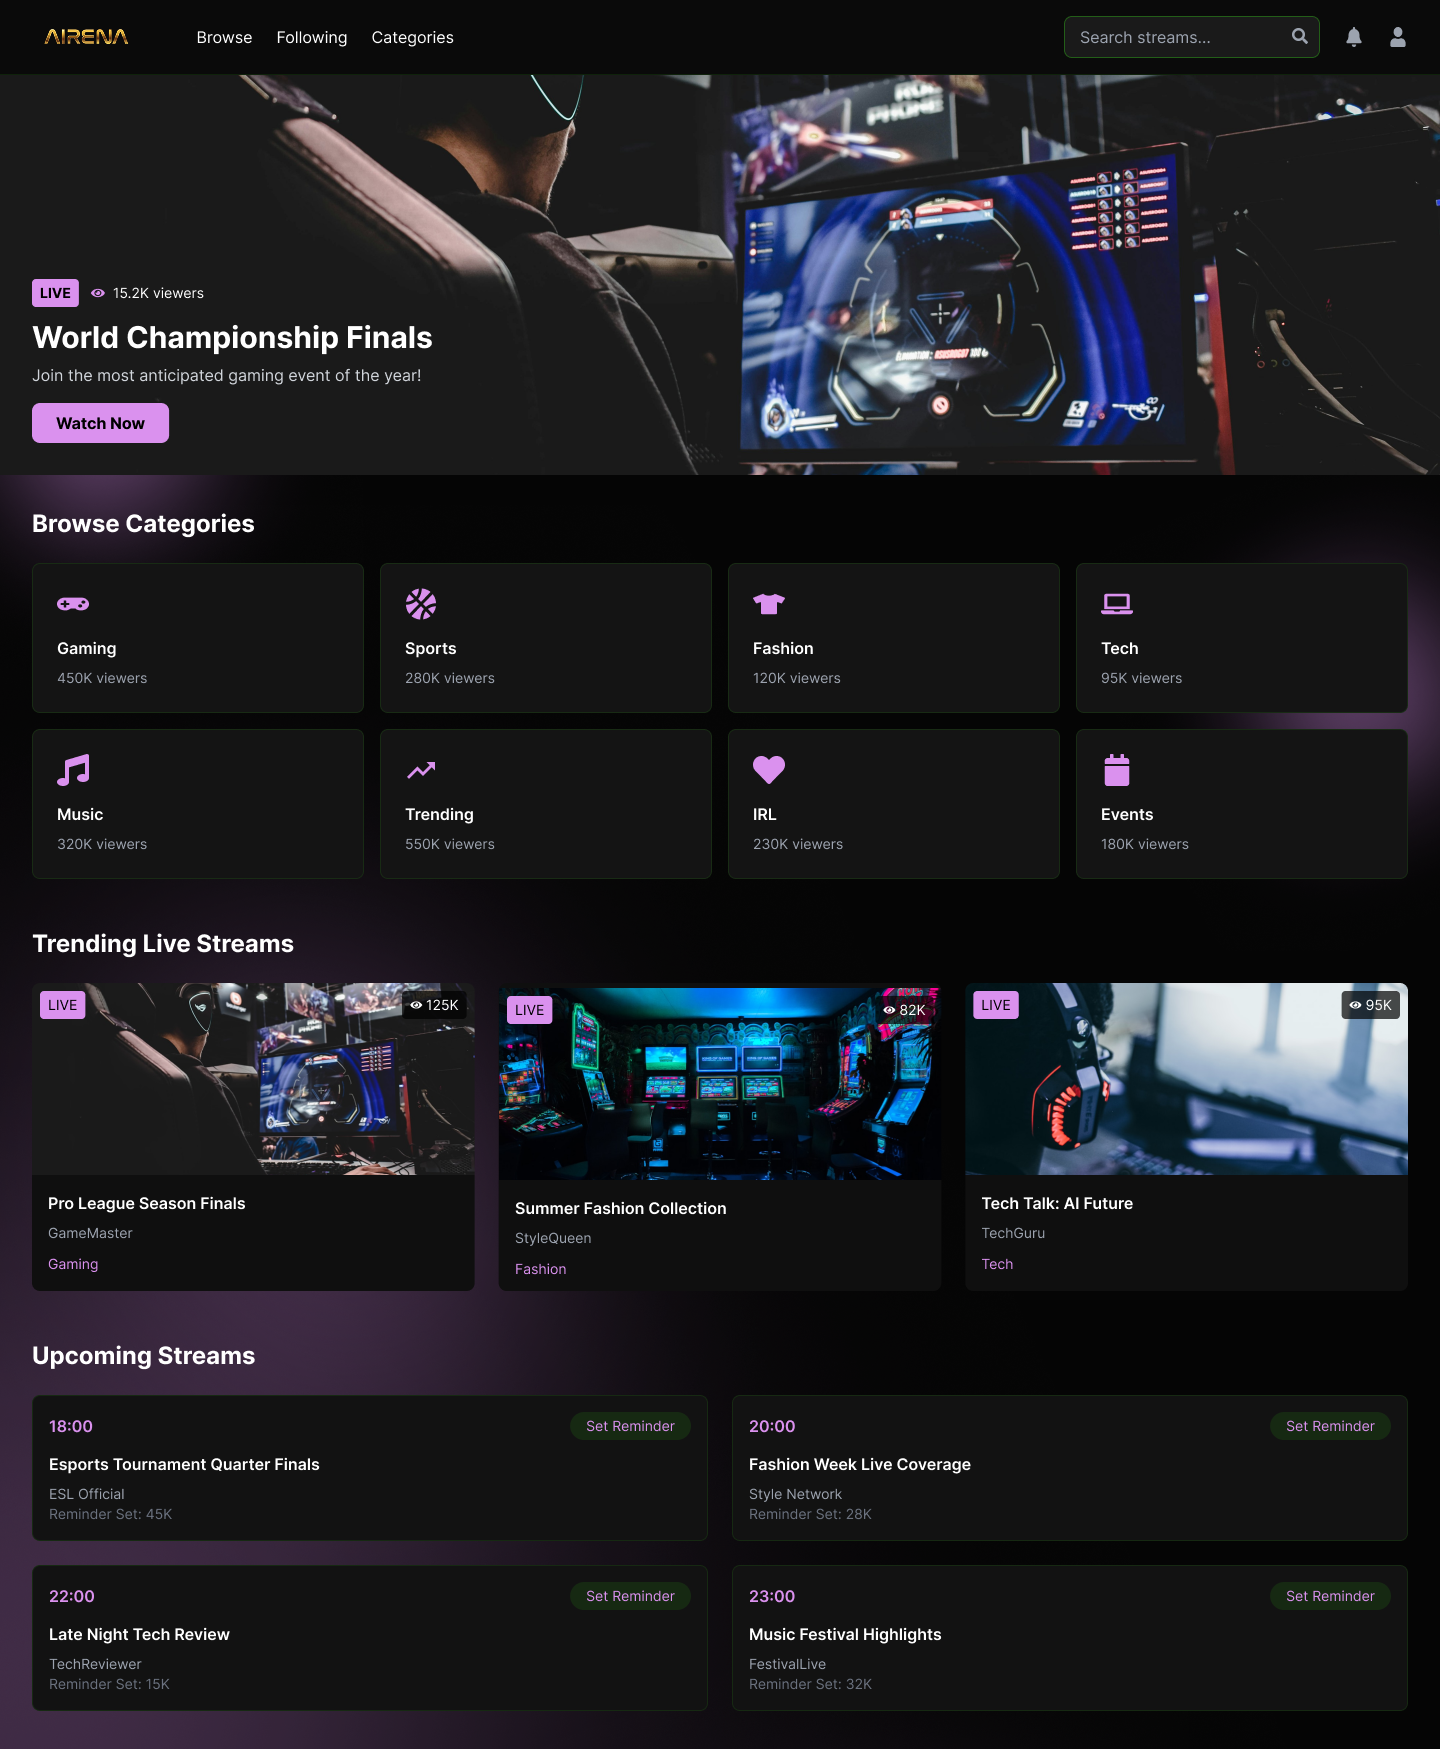 AIRENA
Browse Following Categories
Search streams...
ROG
PHONE
LIVE 15.2K viewers
World Championship Finals
Join the most anticipated gaming event of the year!
Watch Now
Browse Categories
Gaming
450K viewers
Sports
280K viewers
Fashion
120K viewers
Tech
95K viewers
Music
320K viewers
Trending
550K viewers
IRL
230K viewers
Events
180K viewers
Trending Live Streams
LIVE
125K
Pro League Season Finals
GameMaster
Gaming
LIVE
82K
Summer Fashion Collection
StyleQueen
Fashion
LIVE
95K
Tech Talk: AI Future
TechGuru
Tech
Upcoming Streams
18:00
Set Reminder
Esports Tournament Quarter Finals
ESL Official
Reminder Set: 45K
20:00
Set Reminder
Fashion Week Live Coverage
Style Network
Reminder Set: 28K
22:00
Set Reminder
Late Night Tech Review
TechReviewer
Reminder Set: 15K
23:00
Set Reminder
Music Festival Highlights
FestivalLive
Reminder Set: 32K